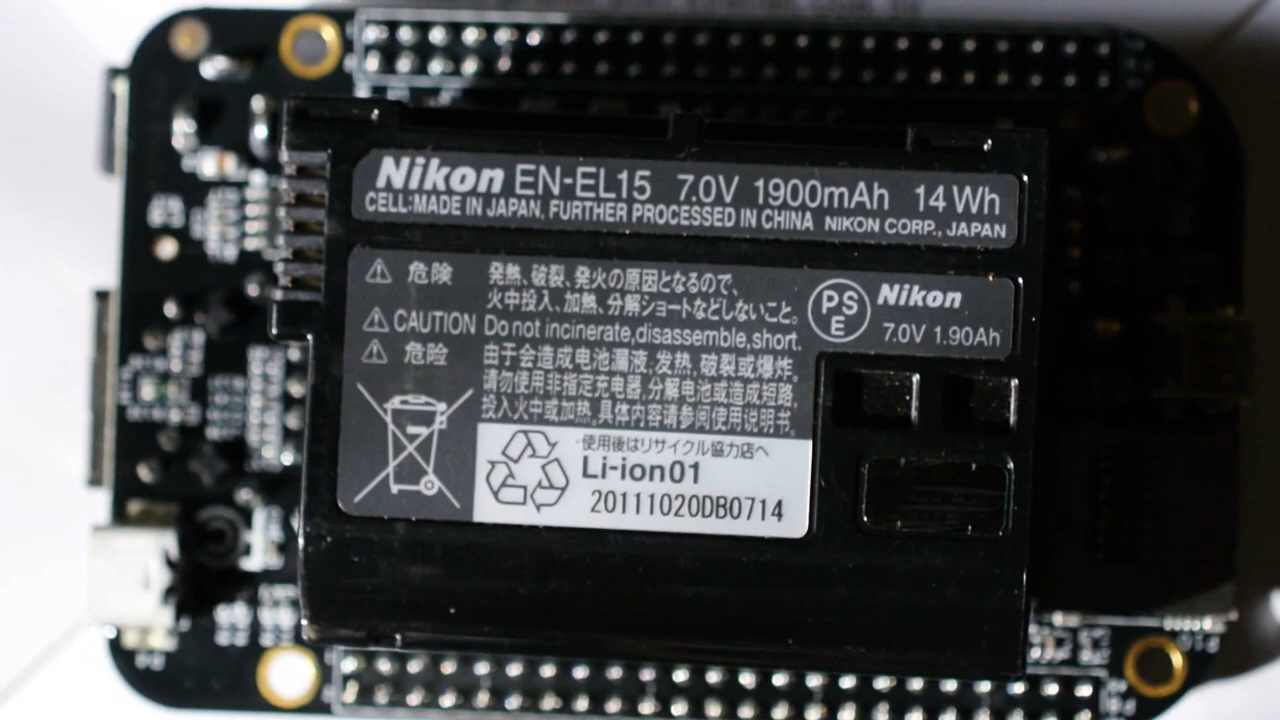 Nikon EN-EL15 7.0V 1900mAh 14 Wh
CELL:MADE IN JAPAN, FURTHER PROCESSED IN CHINA NIKON CORP., JAPAN
危険 発熱、破裂、発火の原因となるので、
火中投入、加熱、分解ショートなどしないこと。
CAUTION Do not incinerate,disassemble,short.
危险 由于会造成电池漏液,发热,破裂或爆炸。
请勿使用非指定充电器,分解电池或造成短路,
投入火中或加热。具体内容请参阅使用说明书。
PS
E
Nikon
7.0V 1.90Ah
使用後はリサイクル協力店へ
Li-ion01
20111020DB0714